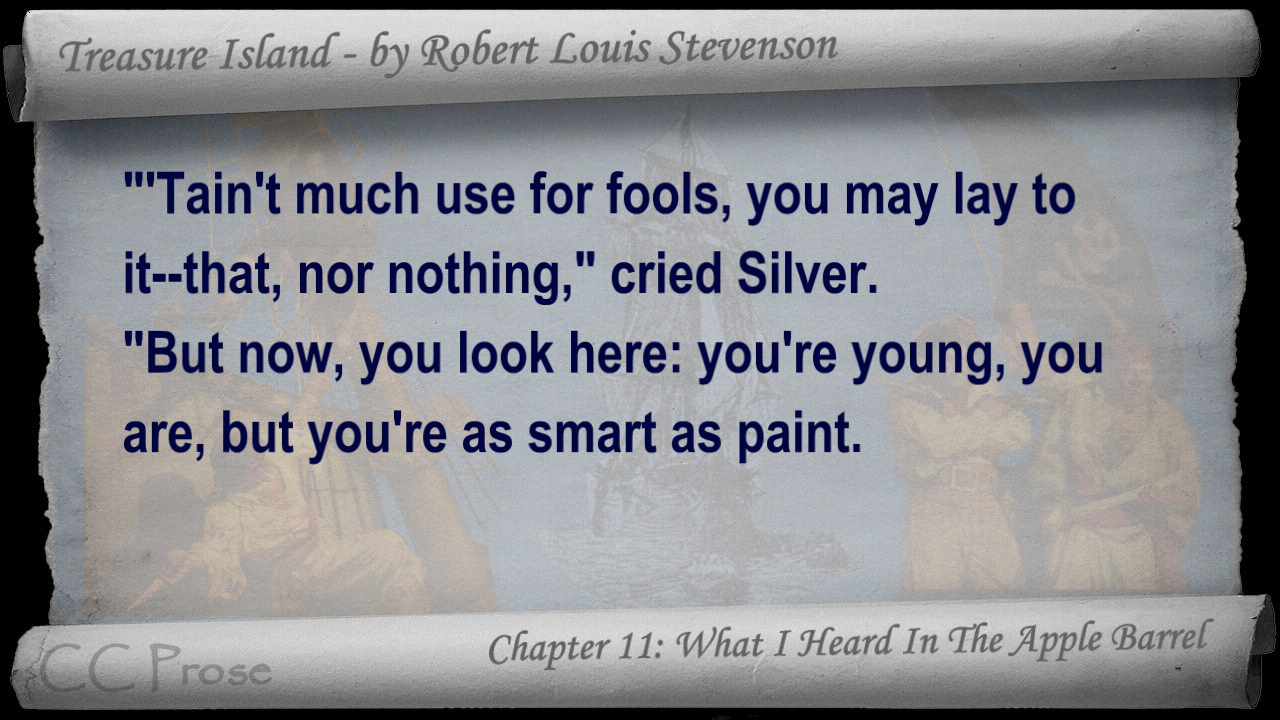 Treasure Island - by Robert Louis Stevenson
"'Tain't much use for fools, you may lay to
it--that, nor nothing," cried Silver.
"But now, you look here: you're young, you
are, but you're as smart as paint.
Chapter 11: What I Heard In The Apple Barrel
CC Prose